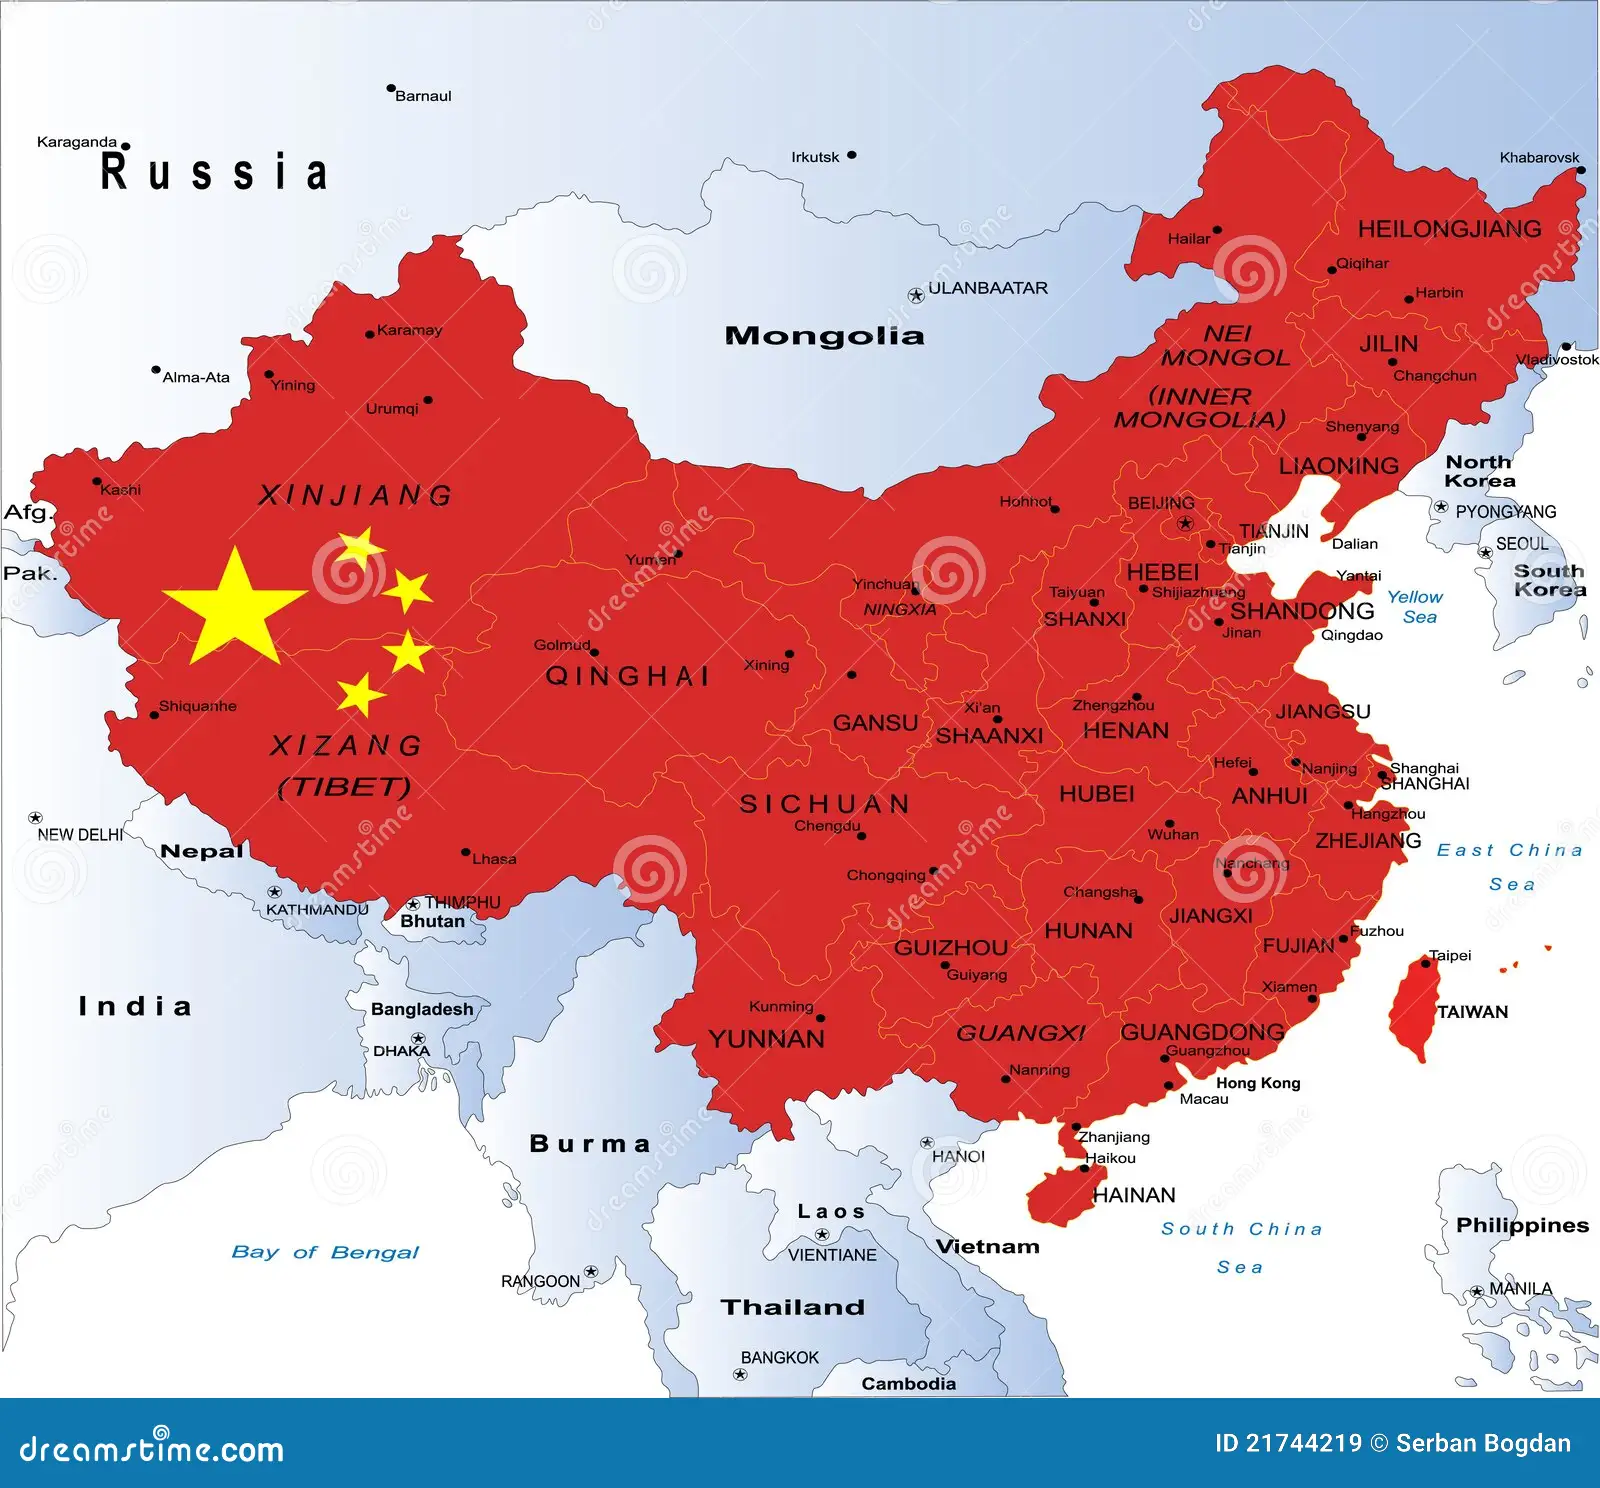 Barnaul
Karaganda
Russia
Irkutsk
Khabarovsk
HEILONGJIANG
Hailar
Qiqihar
ULANBAATAR
Harbin
Mongolia
Karamay
NEI
MONGOL
JILIN
Vladivostok
Alma-Ata
Yining
Changchun
Urumqi
(INNER
MONGOLIA)
Shenyang
LIAONING
North
Korea
Kashi
XINJIANG
Hohhot
BEIJING
PYONGYANG
Afg.
TIANJIN
Tianjin
Dalian
SEOUL
Yumen
Pak.
HEBEI
South
Korea
Yantai
Yinchuan
NINGXIA
Taiyuan
Shijiazhuang
Yellow
Sea
SHANXI
SHANDONG
Jinan
Qingdao
Golmud
QINGHAI
Xining
Shiquanhe
Xi'an
Zhengzhou
JIANGSU
GANSU
SHAANXI
HENAN
XIZANG
(TIBET)
Hefei
Nanjing
Shanghai
SHANGHAI
SICHUAN
HUBEI
ANHUI
Chengdu
Hangzhou
NEW DELHI
Wuhan
ZHEJIANG
Nepal
East China
Sea
Lhasa
Nanchang
Chongqing
Changsha
KATHMANDU
THIMPHU
Bhutan
JIANGXI
HUNAN
Fuzhou
GUIZHOU
FUJIAN
Taipei
Guiyang
Xiamen
India
Bangladesh
Kunming
TAIWAN
YUNNAN
GUANGXI
GUANGDONG
DHAKA
Guangzhou
Nanning
Hong Kong
Macau
Burma
Zhanjiang
HANOI
Haikou
HAINAN
Laos
South China
Sea
Philippines
Bay of Bengal
VIENTIANE
Vietnam
RANGOON
MANILA
Thailand
BANGKOK
Cambodia
dreamstime
dreamstime
dreamstime
dreamstime
dreamstime
dreamstime
dreamstime
dreamstime.com
ID 21744219 © Serban Bogdan